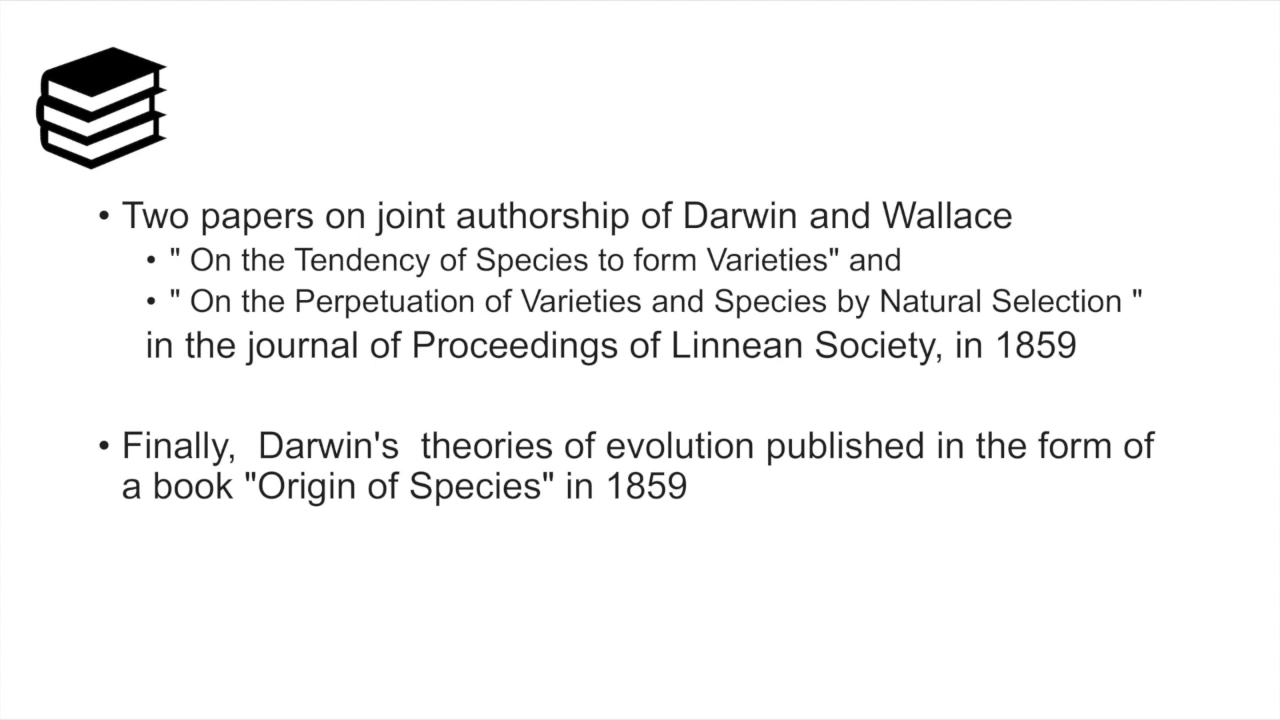 • Two papers on joint authorship of Darwin and Wallace
• " On the Tendency of Species to form Varieties" and
• " On the Perpetuation of Varieties and Species by Natural Selection "
in the journal of Proceedings of Linnean Society, in 1859
• Finally,  Darwin's  theories of evolution published in the form of
a book "Origin of Species" in 1859